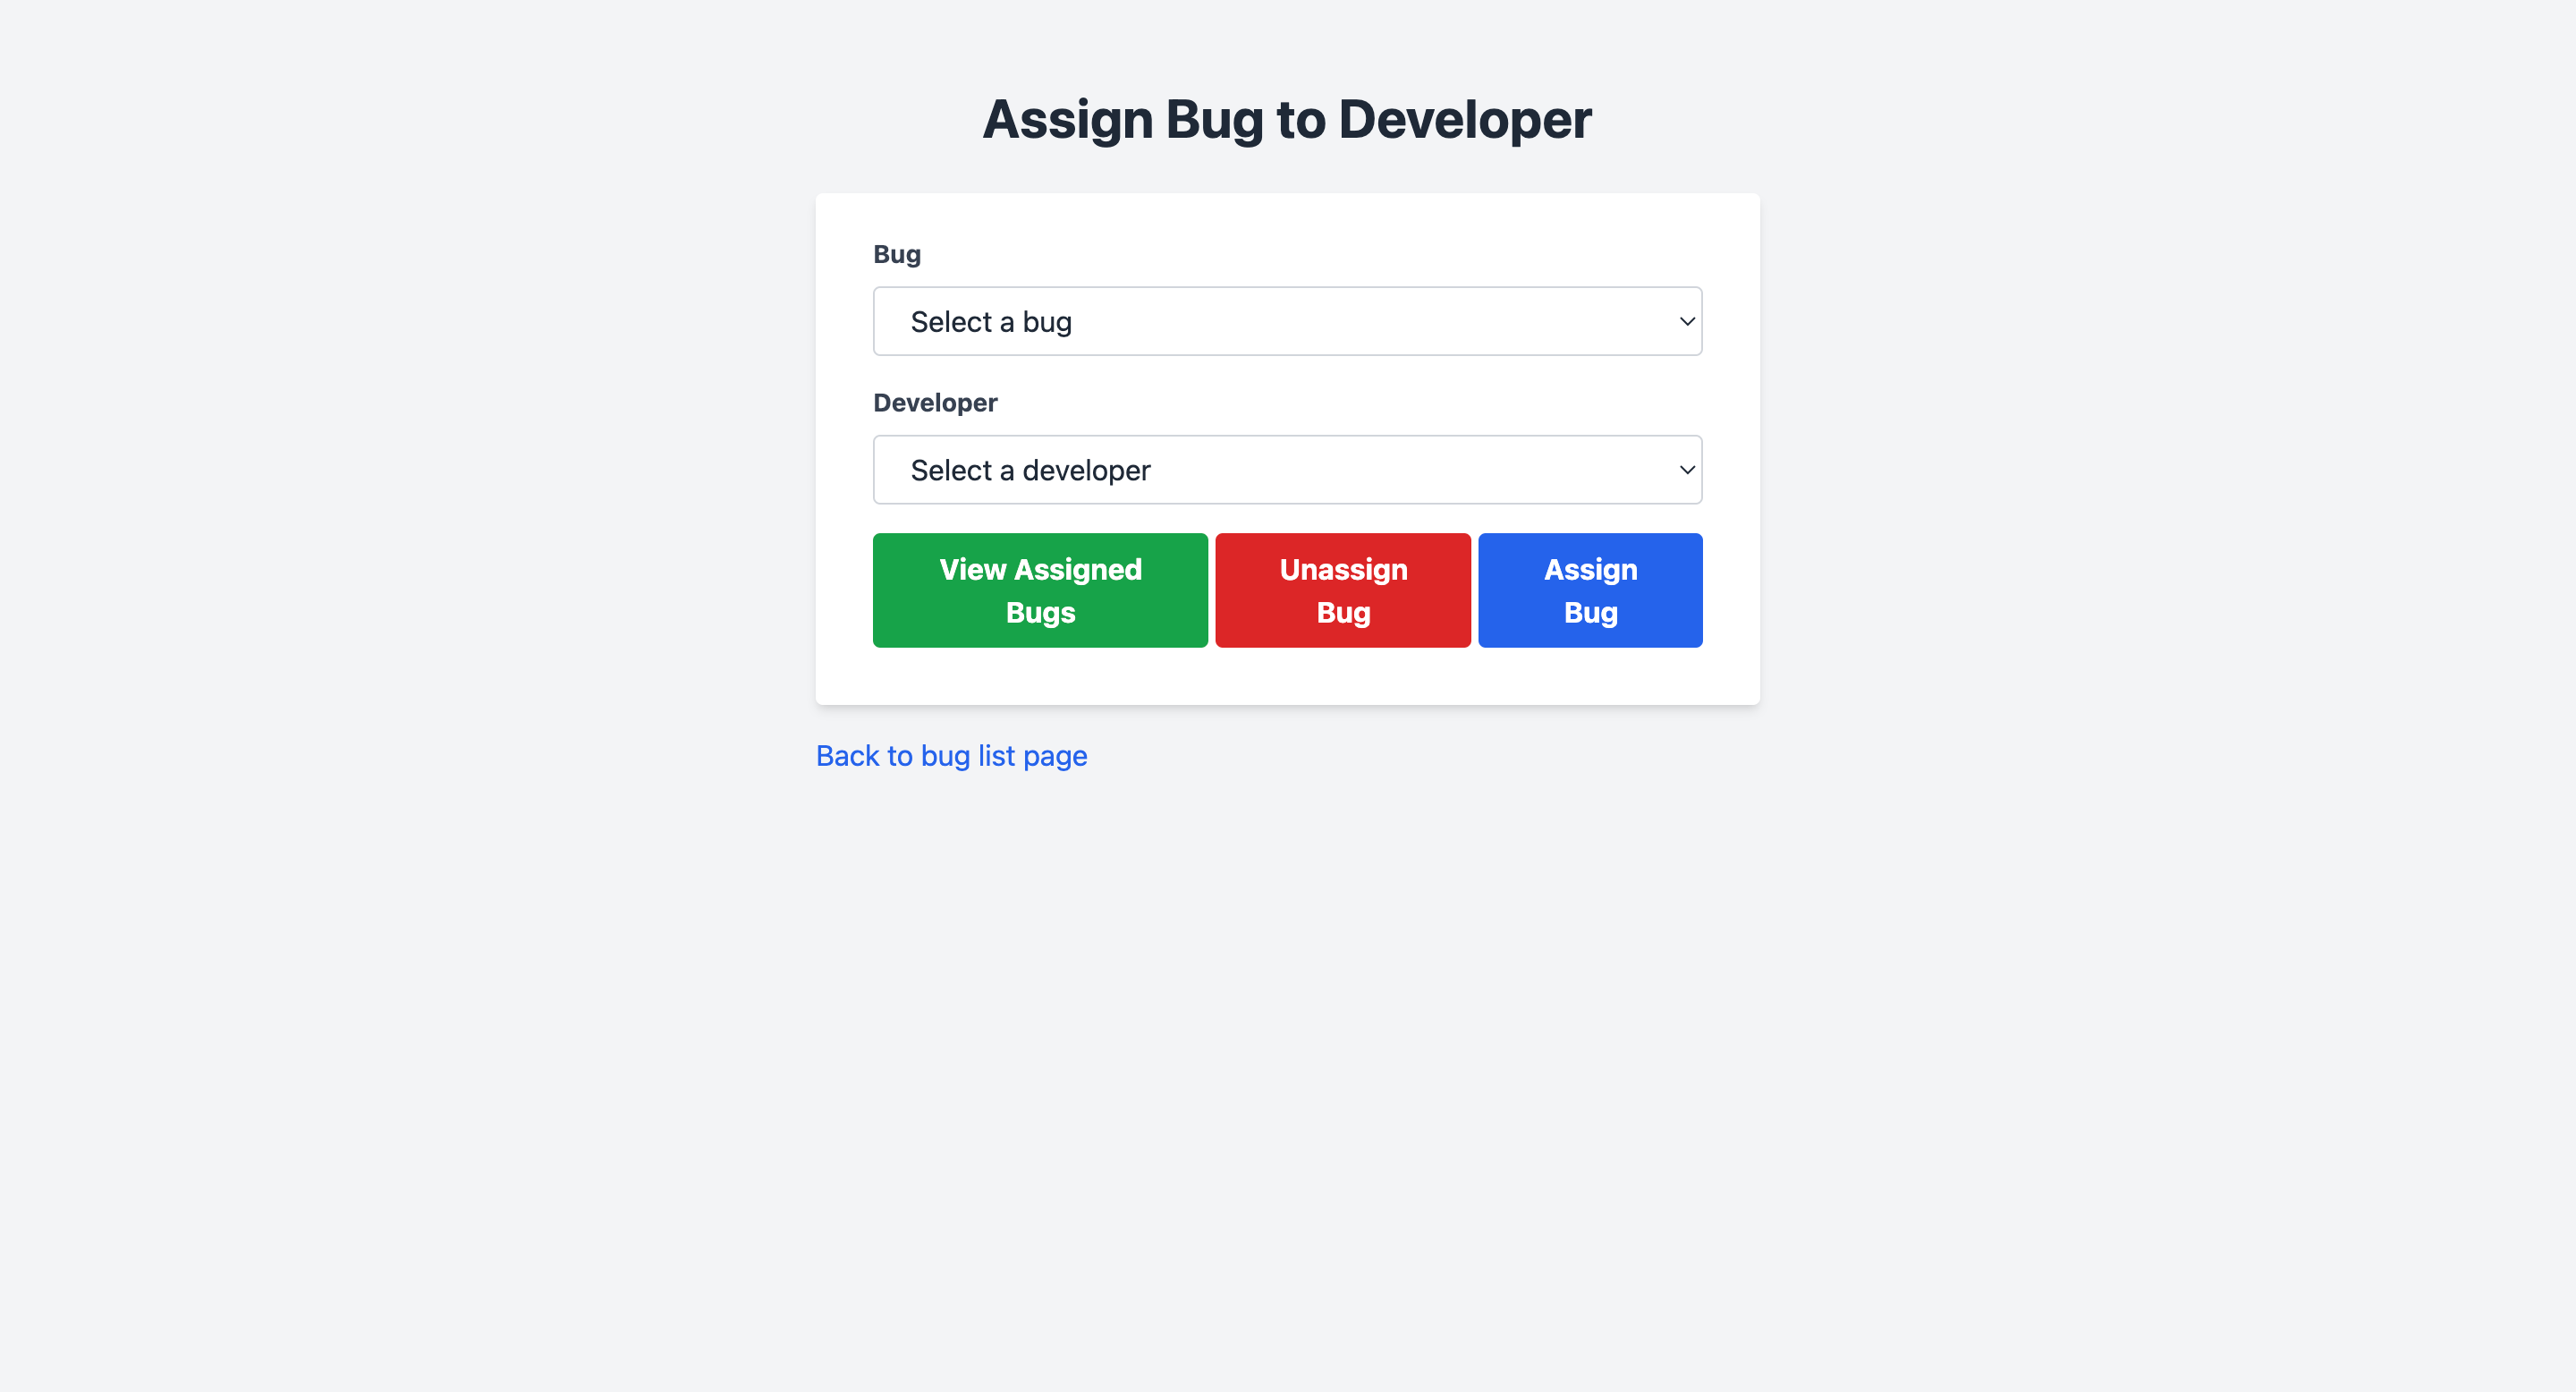 Assign Bug to Developer
Bug
Select a bug
Developer
Select a developer
View Assigned
Bugs
Unassign
Bug
Assign
Bug
Back to bug list page